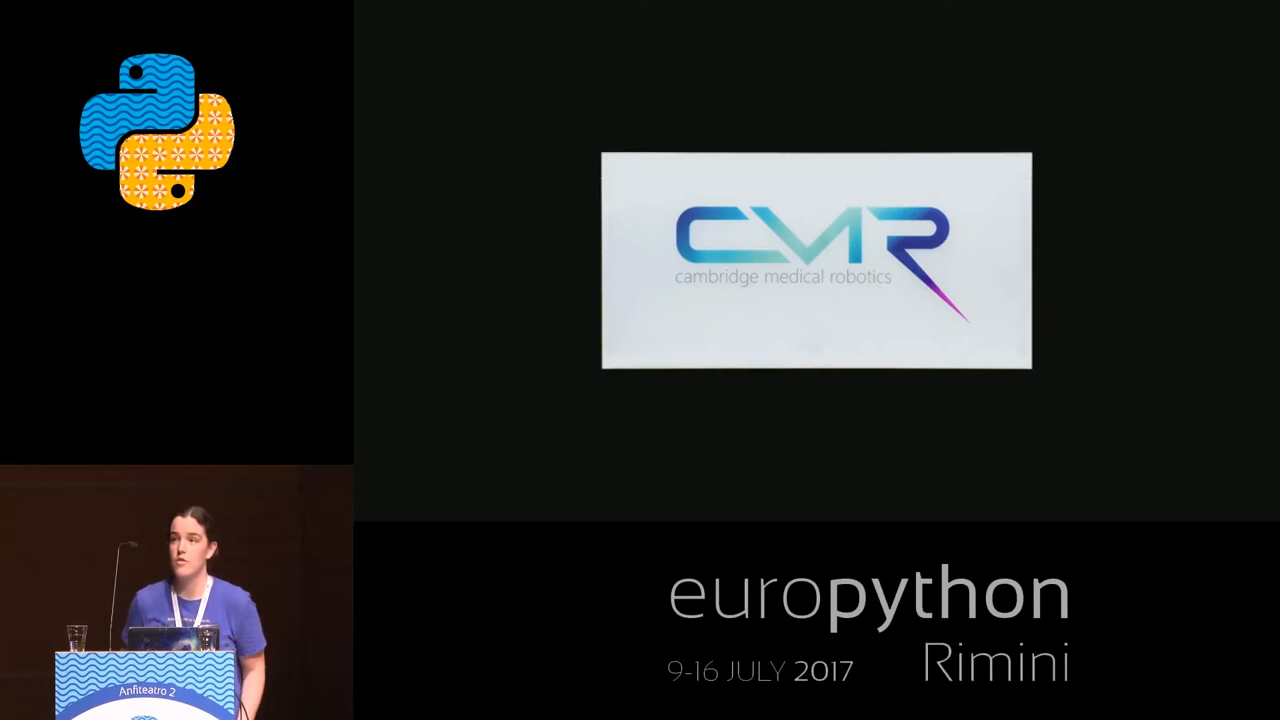 CMR
cambridge medical robotics
europython
Rimini
9-16 JULY 2017
Anfiteatro 2